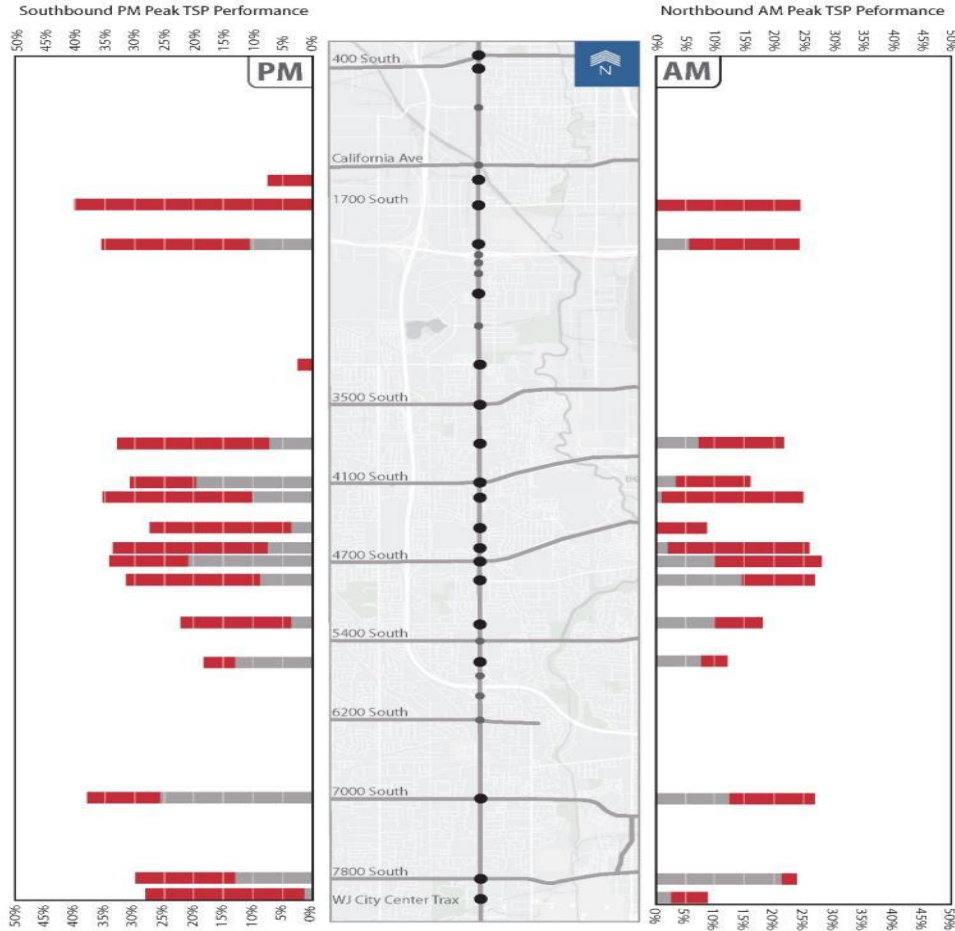 Southbound PM Peak TSP Performance
Northbound AM Peak TSP Peformance
50% 45% 40% 35% 30% 25% 20% 15% 10% 5% 0%
0% 5% 10% 15% 20% 25% 30% 35% 40% 45% 50%
PM
400 South
N
AM
California Ave
1700 South
3500 South
4100 South
4700 South
5400 South
6200 South
7000 South
7800 South
WJ City Center Trax
50% 45% 40% 35% 30% 25% 20% 15% 10% 5% 0%
0% 5% 10% 15% 20% 25% 30% 35% 40% 45% 50%